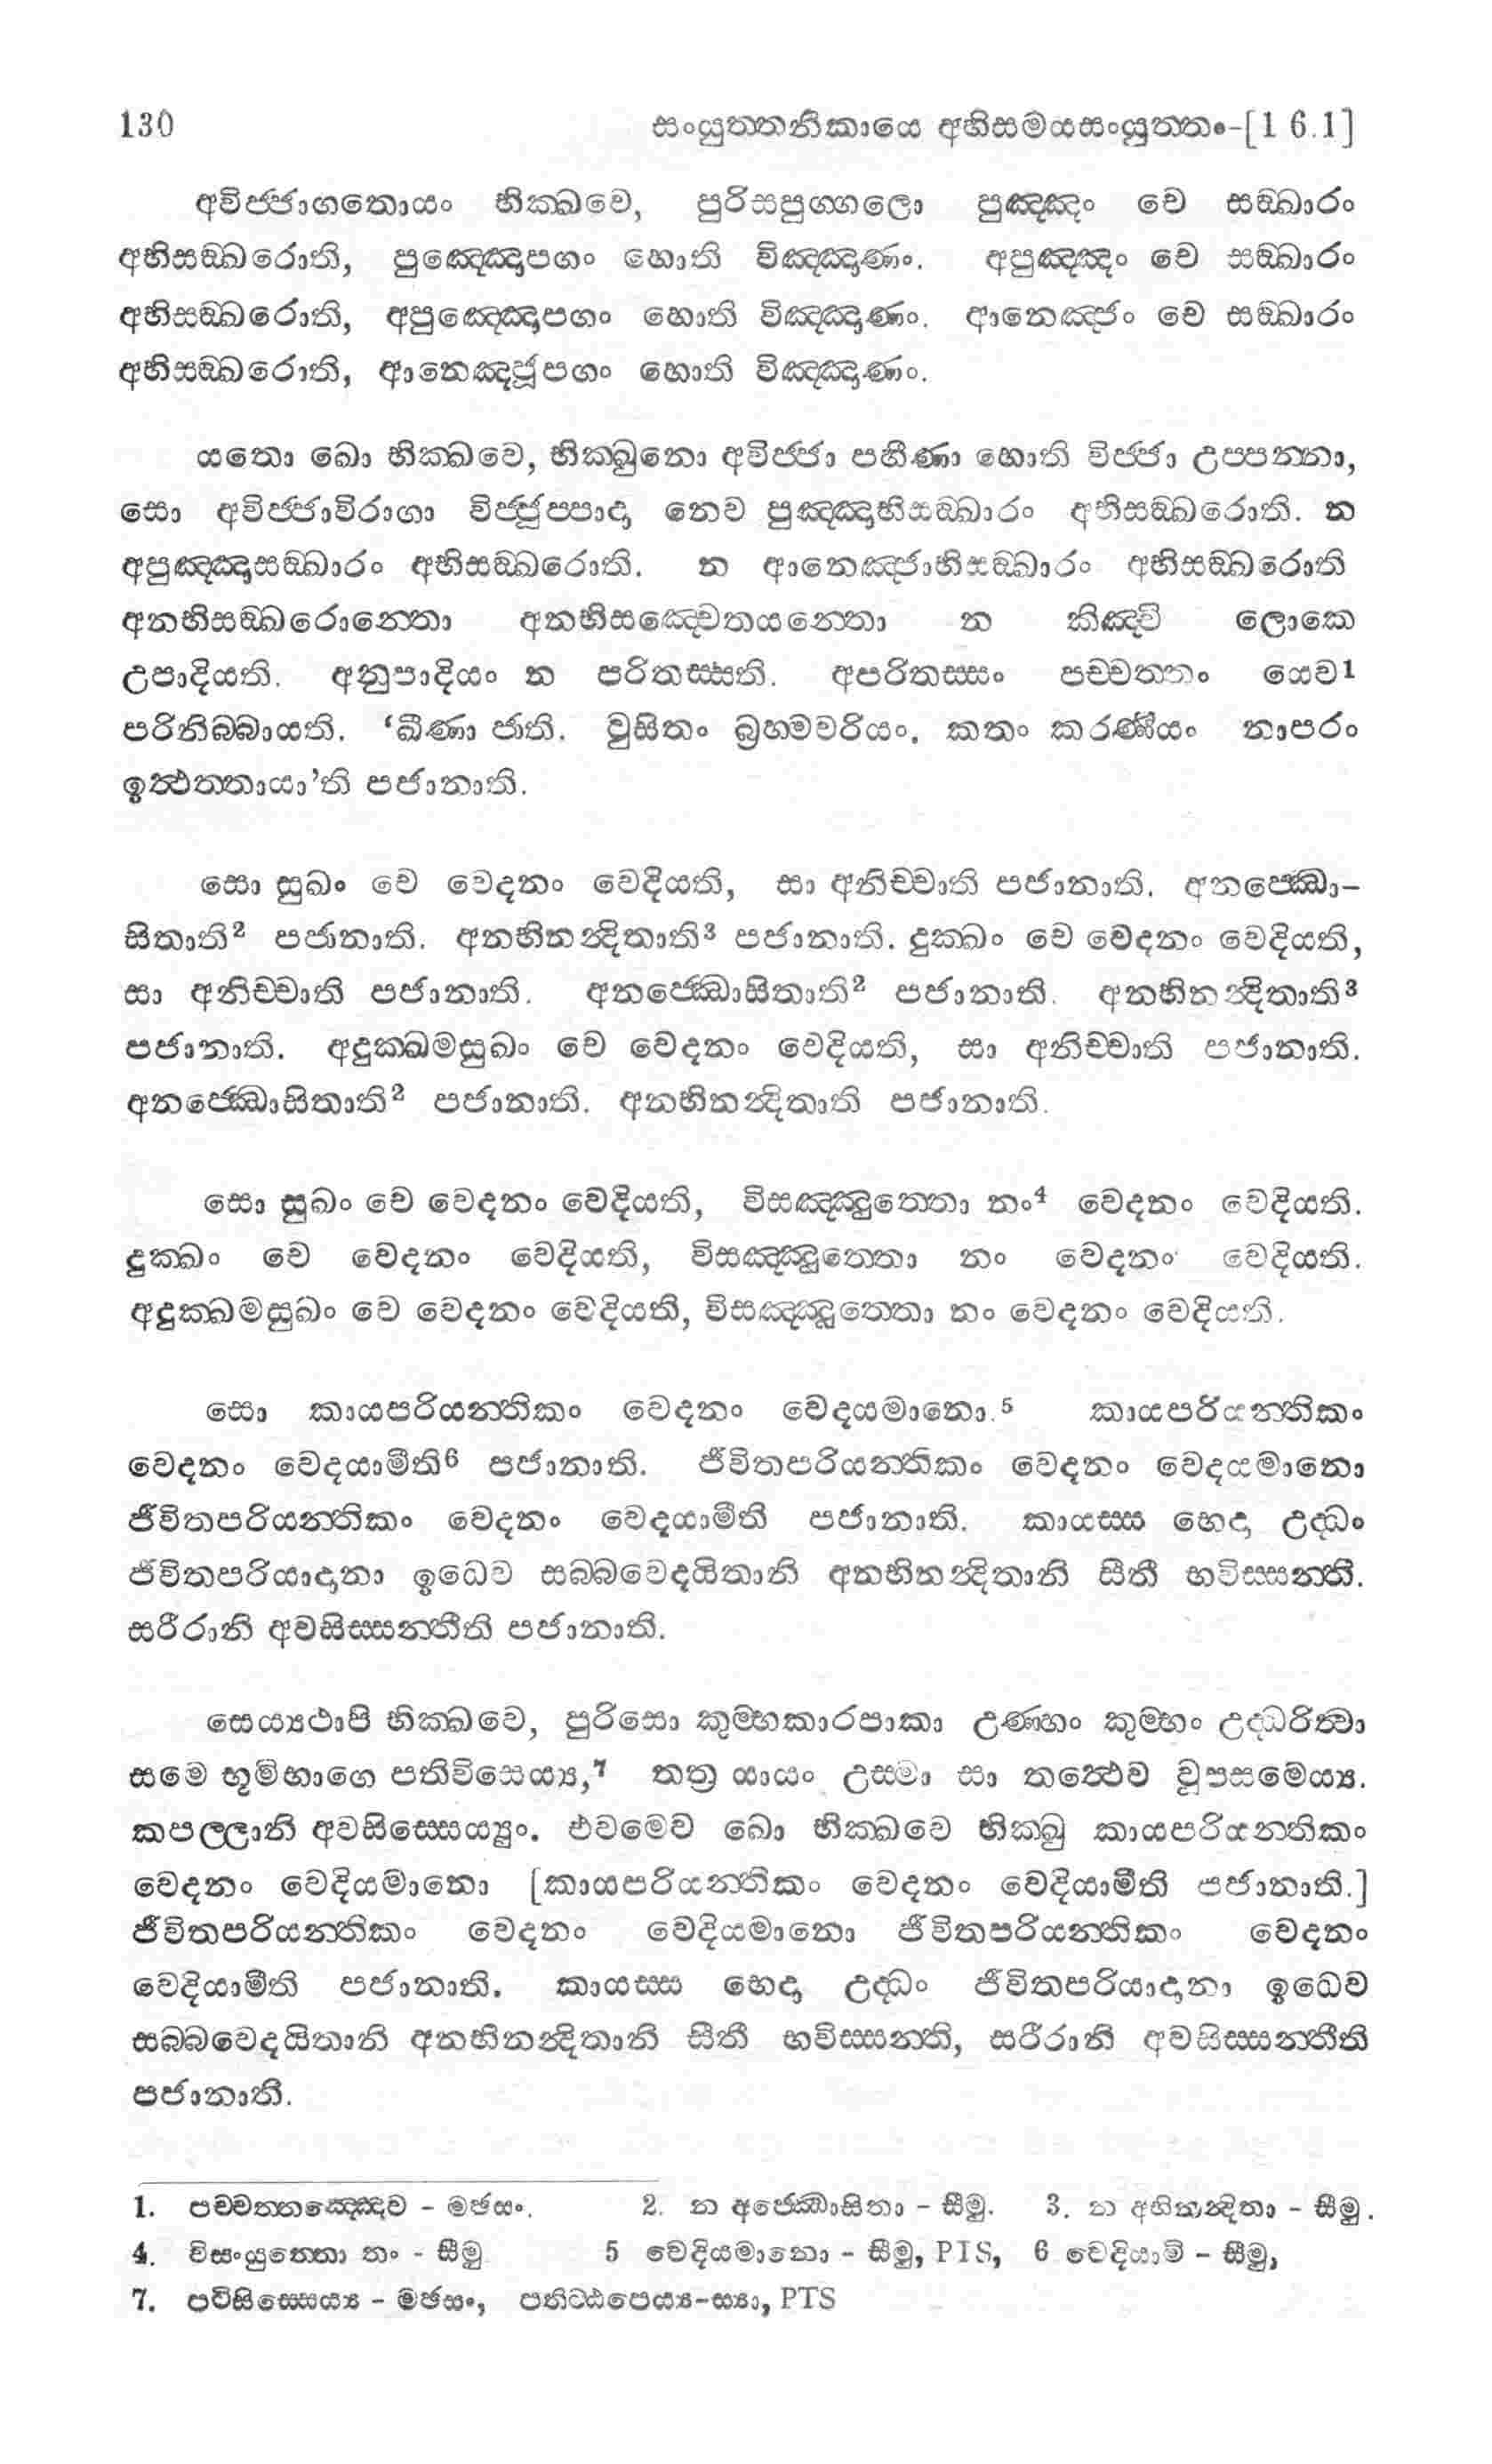 130 සංයුත්තනිකායෙ අභිසමයසංයුත්තං-[1 6.1]
අවිජ්ජාගතොයං භික්ඛවෙ, පුරිසපුග්ගලො පුඤ්ඤං චෙ සඞ්ඛාරං
අභිසඞ්ඛරොති, පුඤ්ඤොපගං හොති විඤ්ඤාණං. අපුඤ්ඤං චෙ සඞ්ඛාරං
අභිසඞ්ඛරොති, අපුඤ්ඤොපගං හොති විඤ්ඤාණං. ආනෙඤ්ජං චෙ සඞ්ඛාරං
අභිසඞ්ඛරොති, ආනෙඤ්ජූපගං හොති විඤ්ඤාණං.
යතො ඛො භික්ඛවෙ, භික්ඛුනො අවිජ්ජා පහීණා හොති විජ්ජා උප්පන්නා,
සො අවිජ්ජාවිරාගා විජ්ජුප්පාදා නෙව පුඤ්ඤාභිසඞ්ඛාරං අභිසඞ්ඛරොති. න
අපුඤ්ඤාසඞ්ඛාරං අභිසඞ්ඛරොති. න ආනෙඤ්ජාභිසඞ්ඛාරං අභිසඞ්ඛරොති
අනභිසඞ්ඛරොන්තො අනභිසඤ්චෙතයන්තො න කිඤ්චි ලොකෙ
උපාදියති. අනුපාදියං න පරිතස්සති. අපරිතස්සං පච්චත්තං යෙව1
පරිනිබ්බායති. ‘ඛීණා ජාති. වුසිතං බ්‍රහ්මචරියං. කතං කරණීයං නාපරං
ඉත්ථත්තායා’ති පජානාති.
සො සුඛං චෙ වෙදනං වෙදියති, සා අනිච්චාති පජානාති. අනජ්ඣො-
සිතාති2 පජානාති. අනභිනන්දිතාති3 පජානාති. දුක්ඛං චෙ වෙදනං වෙදියති,
සා අනිච්චාති පජානාති. අනජ්ඣොසිතාති2 පජානාති. අනභිනන්දිතාති3
පජානාති. අදුක්ඛමසුඛං චෙ වෙදනං වෙදියති, සා අනිච්චාති පජානාති.
අනජ්ඣොසිතාති2 පජානාති. අනභිනන්දිතාති පජානාති.
සො සුඛං චෙ වෙදනං වෙදියති, විසඤ්ඤුත්තො නං4 වෙදනං වෙදියති.
දුක්ඛං චෙ වෙදනං වෙදියති, විසඤ්ඤුත්තො නං වෙදනං වෙදියති.
අදුක්ඛමසුඛං චෙ වෙදනං වෙදියති, විසඤ්ඤුත්තො නං වෙදනං වෙදියති.
සො කායපරියන්තිකං වෙදනං වෙදයමානො.5 කායපරියන්තිකං
වෙදනං වෙදයාමීති6 පජානාති. ජීවිතපරියන්තිකං වෙදනං වෙදයමානො
ජීවිතපරියන්තිකං වෙදනං වෙදයාමීති පජානාති. කායස්ස භෙදා උද්ධං
ජීවිතපරියාදානා ඉධෙව සබ්බවෙදයිතානි අනභිනන්දිතානි සීතී භවිස්සන්තී.
සරීරානි අවසිස්සන්තීති පජානාති.
සෙය්‍යථාපි භික්ඛවෙ, පුරිසො කුම්භකාරපාකා උණ්හං කුම්භං උද්ධරිත්වා
සමෙ භූමිභාගෙ පතිවිසෙය්‍ය,7 තත්‍ර යායං උස්මා සා තත්ථෙව වූපසමෙය්‍ය.
කපල්ලානි අවසිස්සෙය්‍යුං. එවමෙව ඛො භික්ඛවෙ භික්ඛු කායපරියන්තිකං
වෙදනං වෙදියමානො [කායපරියන්තිකං වෙදනං වෙදියාමීති පජානාති.]
ජීවිතපරියන්තිකං වෙදනං වෙදියමානො ජීවිතපරියන්තිකං වෙදනං
වෙදියාමීති පජානාති. කායස්ස භෙදා උද්ධං ජීවිතපරියාදානා ඉධෙව
සබ්බවෙදයිතානි අනභිනන්දිතානි සීතී භවිස්සන්ති, සරීරානි අවසිස්සන්තීති
පජානාති.
1. පච්චත්තඤ්ඤෙව - මඡසං. 2. න අජ්ඣොසිතා - සීමු. 3. න අභිනන්දිතා - සීමු.
4. විසංයුත්තො තං - සීමු 5 වෙදියමානො - සීමු, PIS, 6 වෙදියාමි - සීමු,
7. පටිසිස්සෙය්‍ය - මඡසං, පතිට්ඨපෙය්‍ය-ස්‍යා, PTS